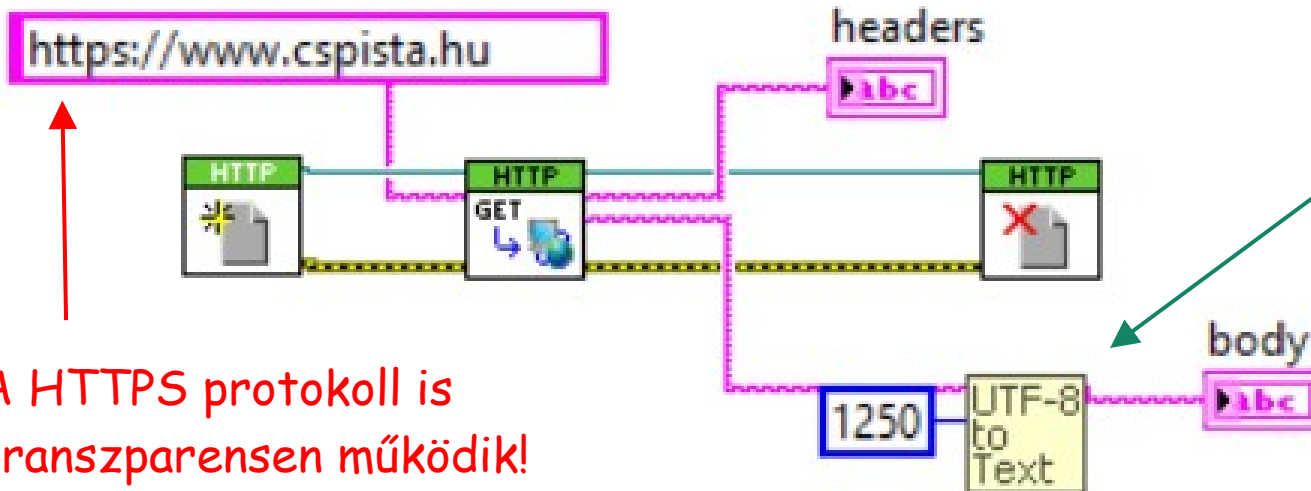 https://www.cspista.hu
headers
abc
HTTP
HTTP
GET
HTTP
A HTTPS protokoll is
ranszparensen működik!
1250
UTF-8
to
Text
body
abc